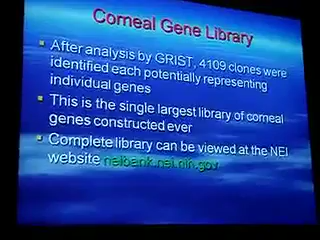 Corneal Gene Library
After analysis by GRIST, 4109 clones were
identified each potentially representing
individual genes
This is the single largest library of corneal
genes constructed ever
Complete library can be viewed at the NEI
website neibank.nei.nih.gov